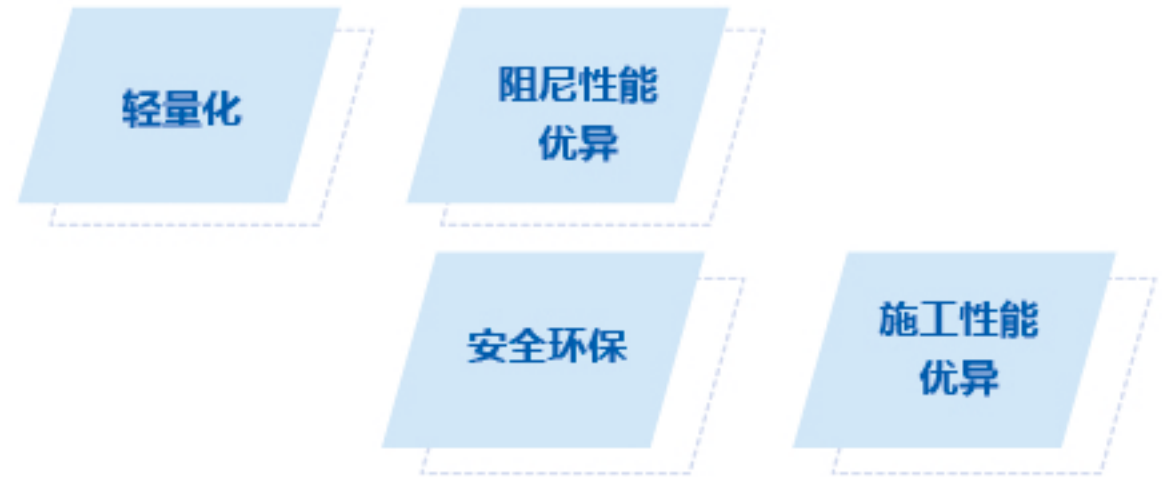 轻量化
阻尼性能
优异
安全环保
施工性能
优异